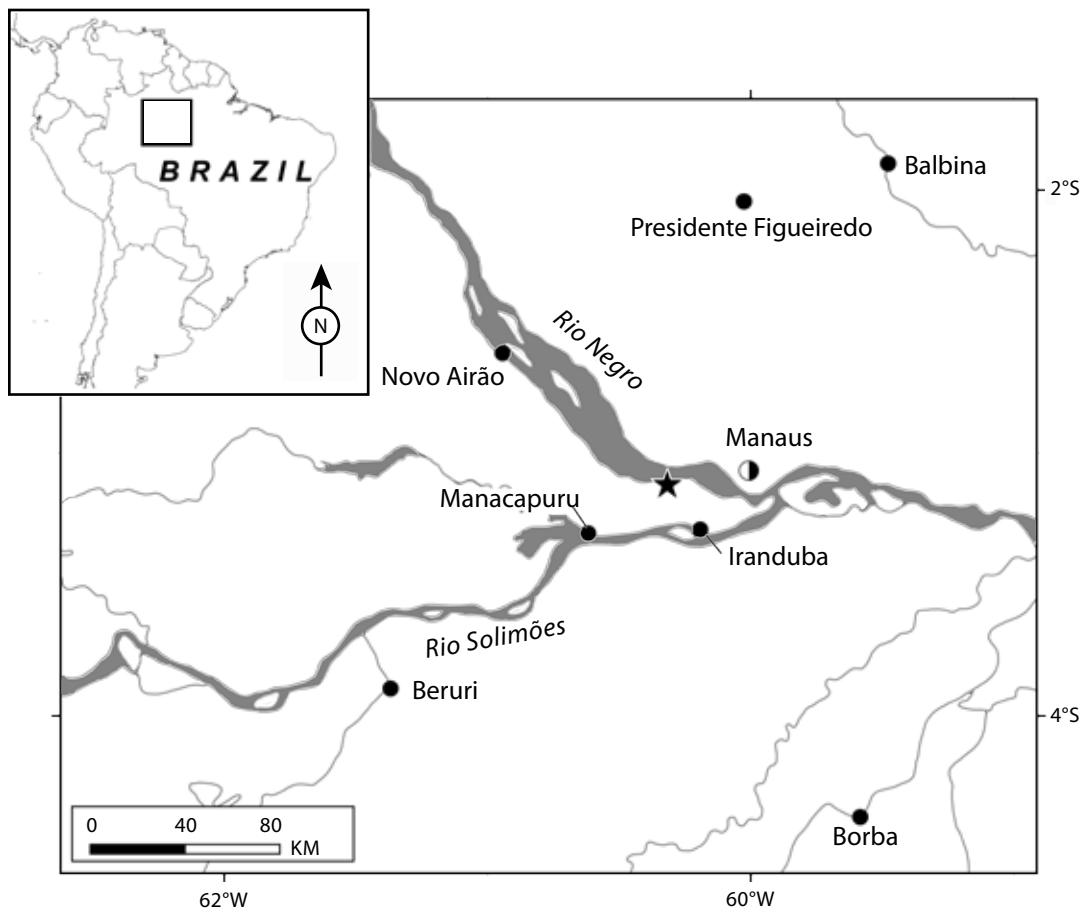 BRAZIL
N
Balbina
2°S
Presidente Figueiredo
Rio Negro
Novo Airão
Manaus
Manacapuru
Iranduba
Rio Solimões
Beruri
4°S
0 40 80
KM
Borba
62°W
60°W